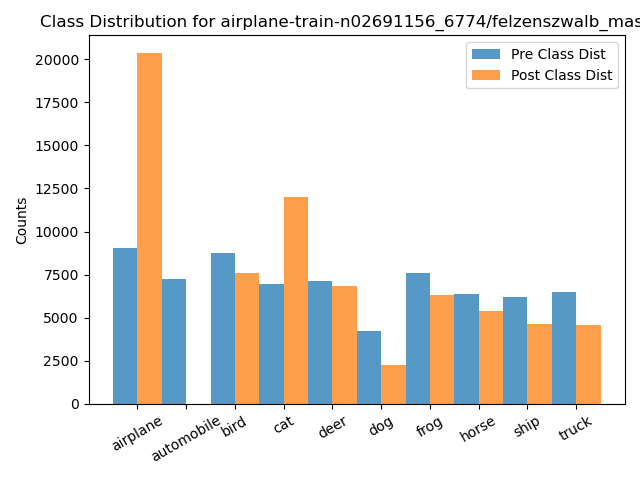 Class Distribution for airplane-train-n02691156_6774/felzenszwalb_mas
Pre Class Dist
Post Class Dist
Counts
20000
17500
15000
12500
10000
7500
5000
2500
0
airplane
automobile
bird
cat
deer
dog
frog
horse
ship
truck